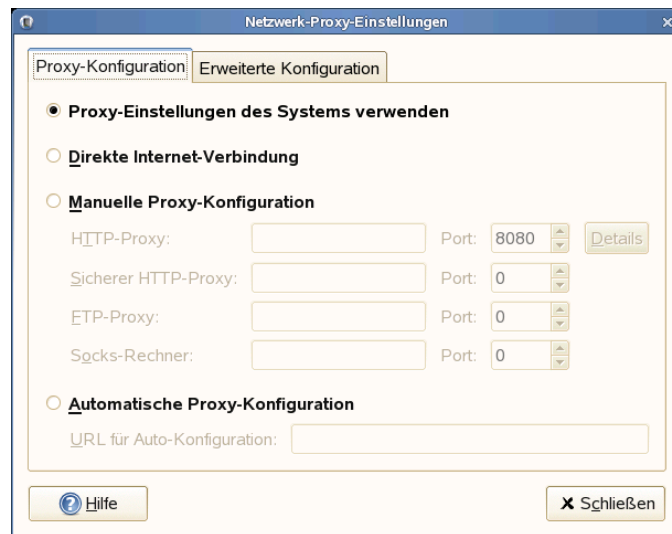 Netzwerk-Proxy-Einstellungen
Proxy-Konfiguration Erweiterte Konfiguration
Proxy-Einstellungen des Systems verwenden
Direkte Internet-Verbindung
Manuelle Proxy-Konfiguration
HTTP-Proxy: Port: 8080 Details
Sicherer HTTP-Proxy: Port: 0
FTP-Proxy: Port: 0
Socks-Rechner: Port: 0
Automatische Proxy-Konfiguration
URL für Auto-Konfiguration:
Hilfe Schließen